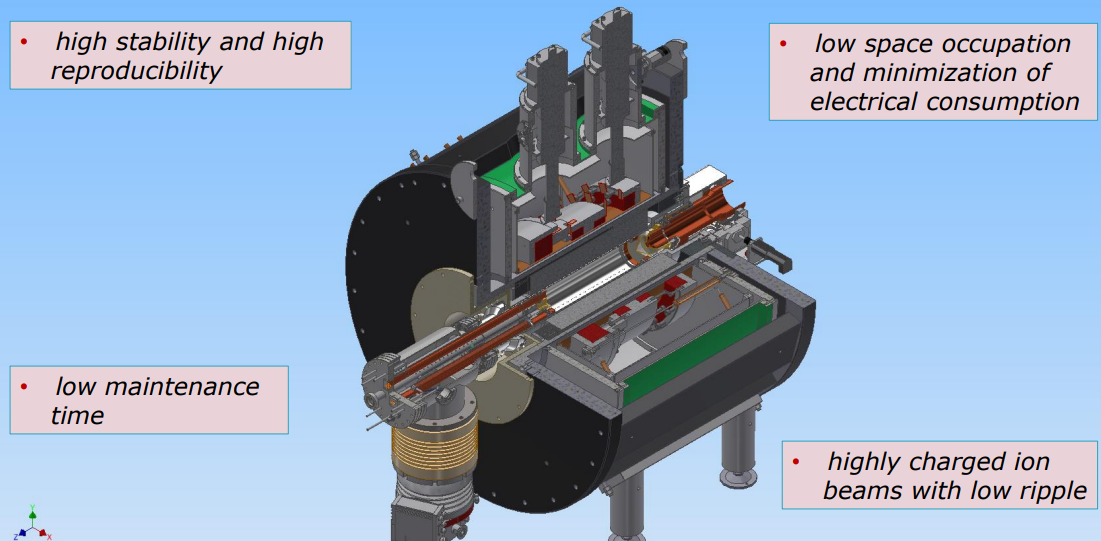 • high stability and high
reproducibility
• low space occupation
and minimization of
electrical consumption
• low maintenance
time
• highly charged ion
beams with low ripple
Y
Z
X